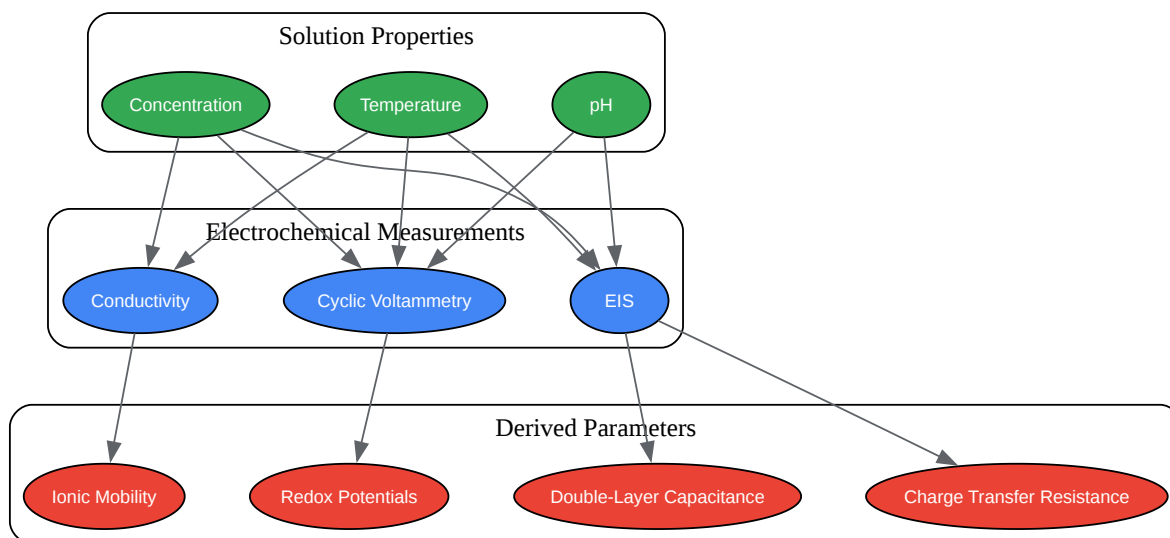 Solution Properties
Concentration
Temperature
pH
Electrochemical Measurements
Conductivity
Cyclic Voltammetry
EIS
Derived Parameters
Ionic Mobility
Redox Potentials
Double-Layer Capacitance
Charge Transfer Resistance